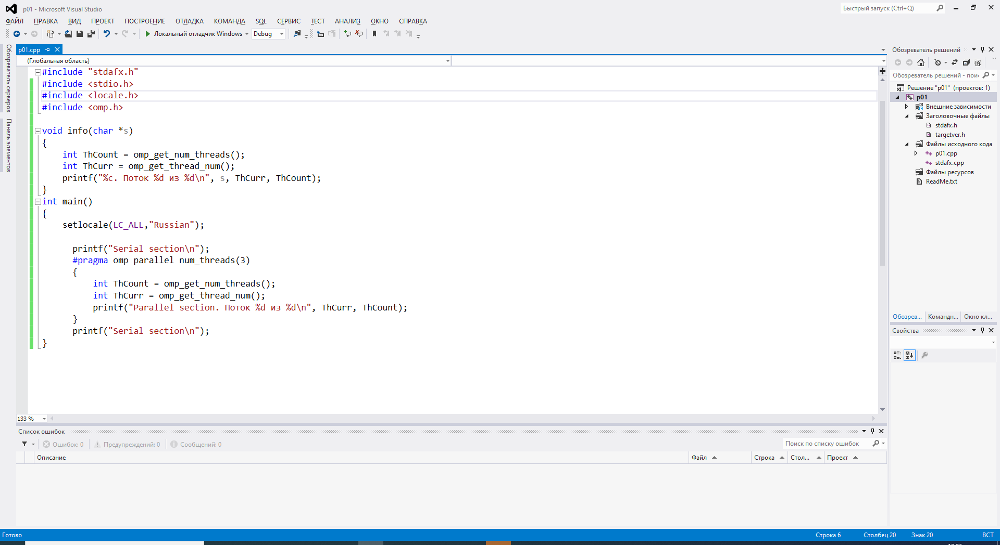 p01 - Microsoft Visual Studio
Быстрый запуск (Ctrl+Q)
ФАЙЛ ПРАВКА ВИД ПРОЕКТ ПОСТРОЕНИЕ ОТЛАДКА КОМАНДА SQL СЕРВИС ТЕСТ АНАЛИЗ ОКНО СПРАВКА
Локальный отладчик Windows Debug
Обозреватель серверов
Панель элементов
p01.cpp
(Глобальная область)
#include "stdafx.h"
#include <stdio.h>
#include <locale.h>
#include <omp.h>
void info(char *s)
{
int ThCount = omp_get_num_threads();
int ThCurr = omp_get_thread_num();
printf("%c. Поток %d из %d\n", s, ThCurr, ThCount);
}
int main()
{
setlocale(LC_ALL,"Russian");
printf("Serial section\n");
#pragma omp parallel num_threads(3)
{
int ThCount = omp_get_num_threads();
int ThCurr = omp_get_thread_num();
printf("Parallel section. Поток %d из %d\n", ThCurr, ThCount);
}
printf("Serial section\n");
}
133 %
Обозреватель решений
Обозреватель решений - пои
Решение "p01" (проектов: 1)
p01
Внешние зависимости
Заголовочные файлы
stdafx.h
targetver.h
Файлы исходного кода
p01.cpp
stdafx.cpp
Файлы ресурсов
ReadMe.txt
Обозрев... Командн... Окно кл...
Свойства
Список ошибок
Ошибок: 0 Предупреждений: 0 Сообщений: 0
Поиск по списку ошибок
Описание Файл Строка Стол... Проект
Готово
Строка 6 Столбец 20 Знак 20 ВСТ